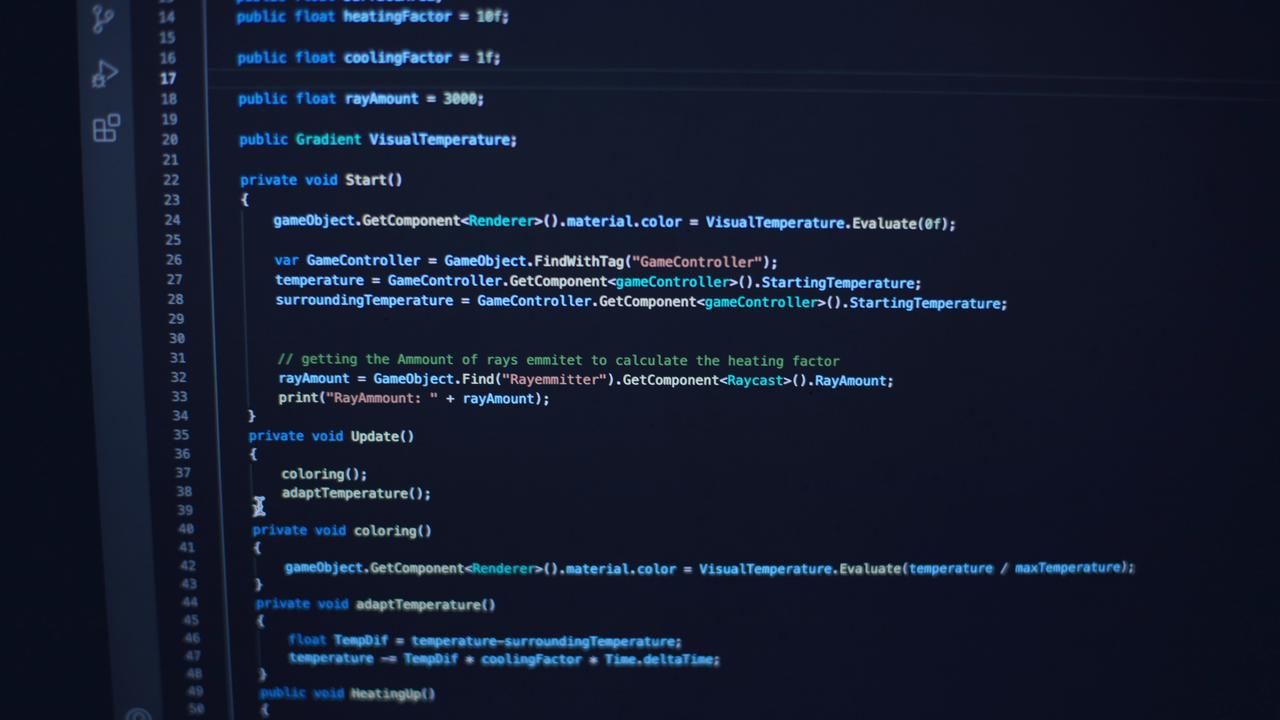 14 public float heatingFactor = 10f;
15
16 public float coolingFactor = 1f;
17
18 public float rayAmount = 3000;
19
20 public Gradient VisualTemperature;
21
22 private void Start()
23 {
24 gameObject.GetComponent<Renderer>().material.color = VisualTemperature.Evaluate(0f);
25
26 var GameController = GameObject.FindWithTag("GameController");
27 temperature = GameController.GetComponent<gameController>().StartingTemperature;
28 surroundingTemperature = GameController.GetComponent<gameController>().StartingTemperature;
29
30
31 // getting the Ammount of rays emmitet to calculate the heating factor
32 rayAmount = GameObject.Find("Rayemmitter").GetComponent<Raycast>().RayAmount;
33 print("RayAmmount: " + rayAmount);
34 }
35 private void Update()
36 {
37 coloring();
38 adaptTemperature();
39 }
40 private void coloring()
41 {
42 gameObject.GetComponent<Renderer>().material.color = VisualTemperature.Evaluate(temperature / maxTemperature);
43 }
44 private void adaptTemperature()
45 {
46 float TempDif = temperature-surroundingTemperature;
47 temperature -= TempDif * coolingFactor * Time.deltaTime;
48 }
49 public void HeatingUp()
50 {